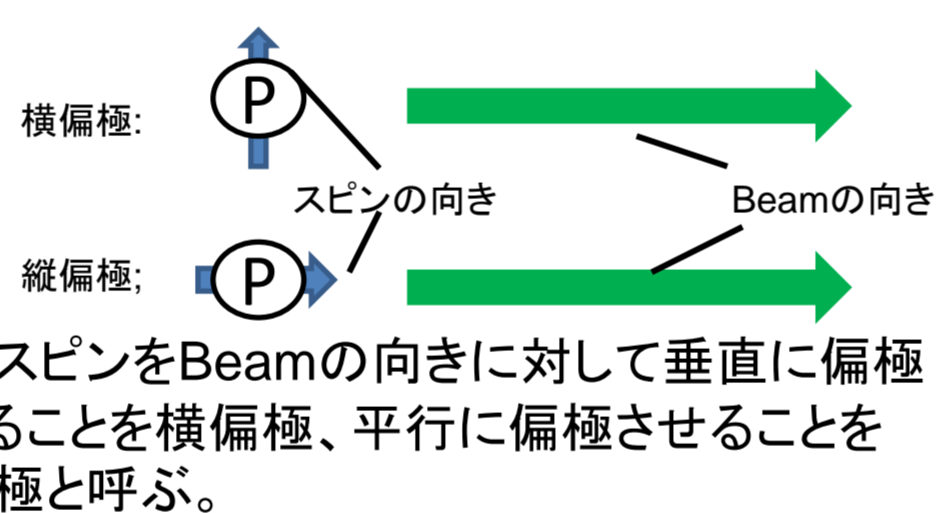 P
横偏極:
スピンの向き
Beamの向き
縦偏極;
P
スピンをBeamの向きに対して垂直に偏極
ることを横偏極、平行に偏極させることを
極と呼ぶ。